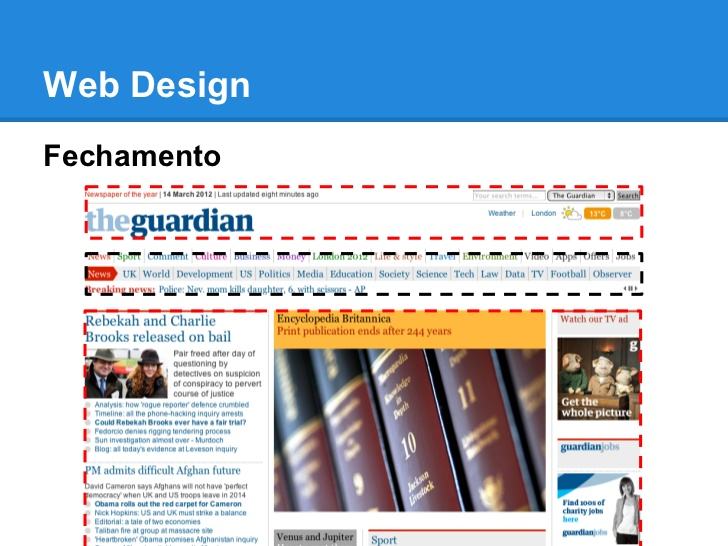 Web Design
Fechamento
Newspaper of the year | 14 March 2012 | Last updated eight minutes ago
Your search terms...
The Guardian
Search
theguardian
Weather | London
13°C
8°C
News Sport Comment Culture Business Money London 2012 Life & style Travel Environment Video Apps Offers Jobs
News UK World Development US Politics Media Education Society Science Tech Law Data TV Football Observer
Breaking news: Police: Nev. mom kills daughter, 6, with scissors - AP
Rebekah and Charlie
Brooks released on bail
Pair freed after day of
questioning by
detectives on suspicion
of conspiracy to pervert
course of justice
Analysis: how 'rogue reporter' defence crumbled
Timeline: all the phone-hacking inquiry arrests
Could Rebekah Brooks ever have a fair trial?
Fedorcio denies rigging tendering process
Sun investigation almost over - Murdoch
Blog: all today's evidence at Leveson inquiry
PM admits difficult Afghan future
David Cameron says Afghans will not have 'perfect
democracy' when UK and US troops leave in 2014
Obama rolls out the red carpet for Cameron
Nick Hopkins: US and UK must strike a balance
Editorial: a tale of two economies
Taliban fire at group at massacre site
'Heartbroken' Obama promises Afghan inquiry
Encyclopedia Britannica
Print publication ends after 244 years
Knowledge
in
Depth
10
11
Jackson
Livestock
Venus and Jupiter
Sport
Watch our TV ad
g
Get the
whole picture
guardianjobs
Find 100s of
charity jobs
here
guardianjobs